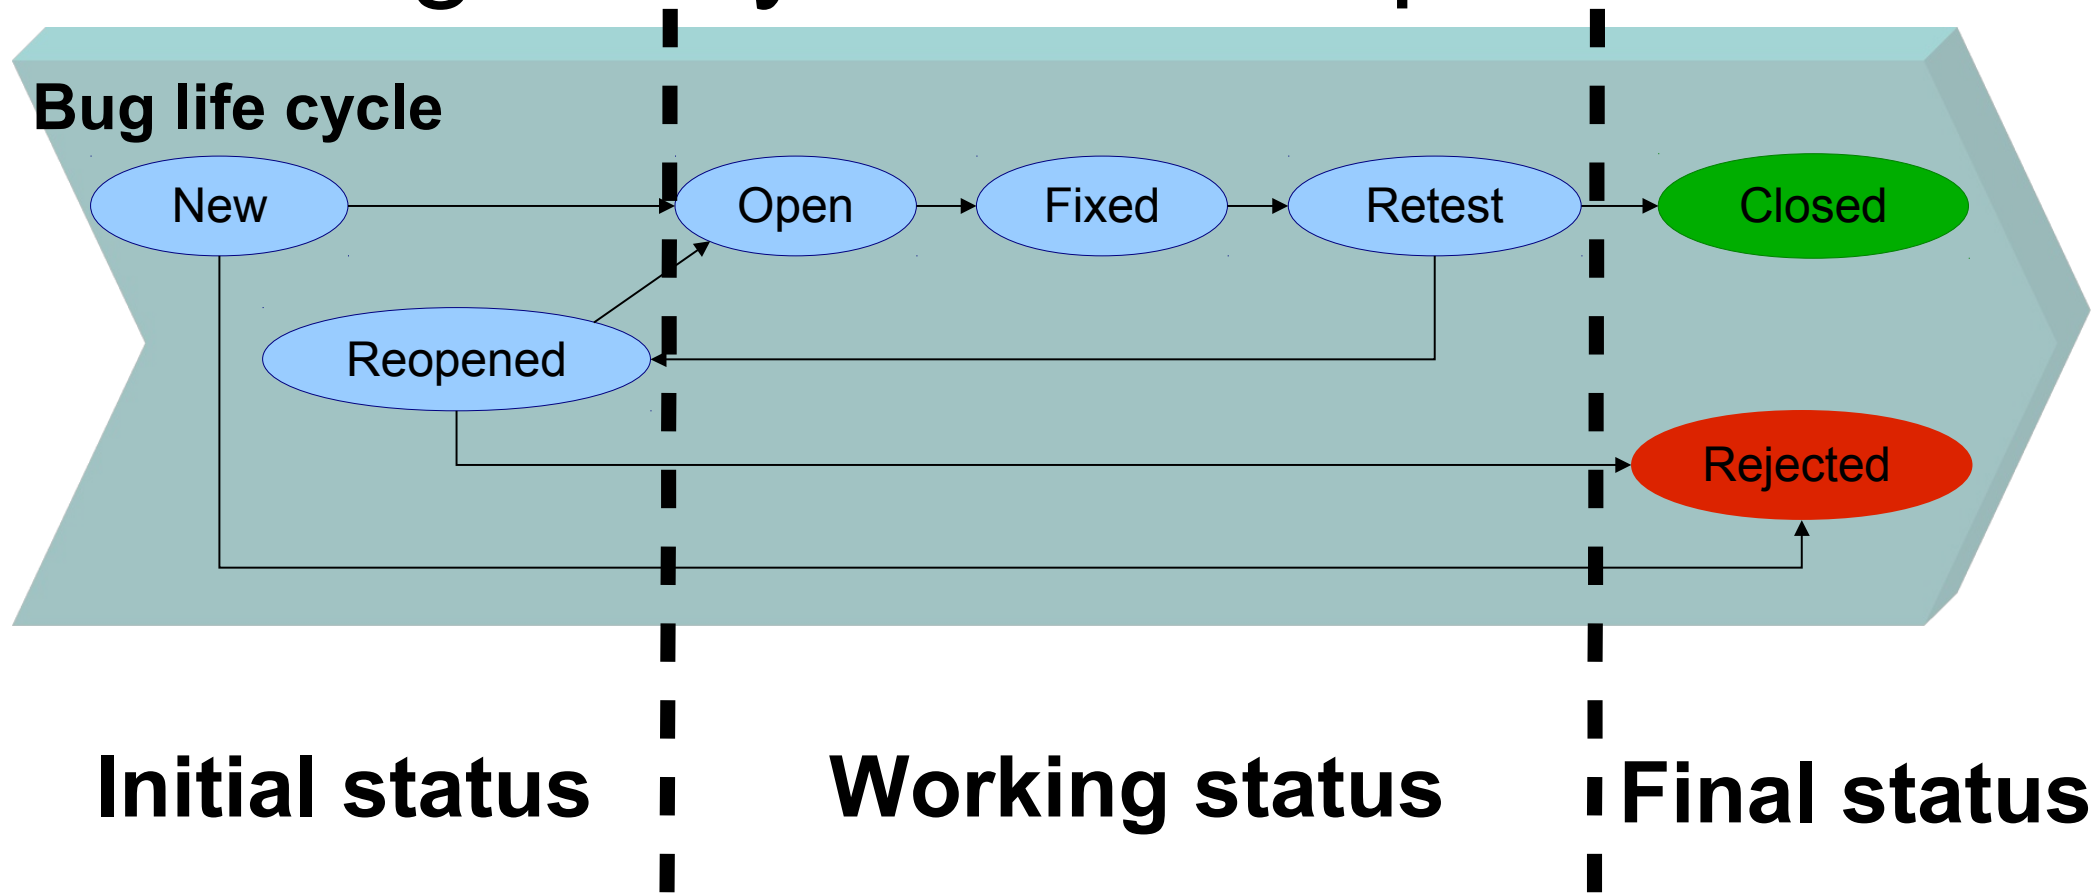 Bug life cycle
New
Open
Fixed
Retest
Closed
Reopened
Rejected
Initial status
Working status
Final status